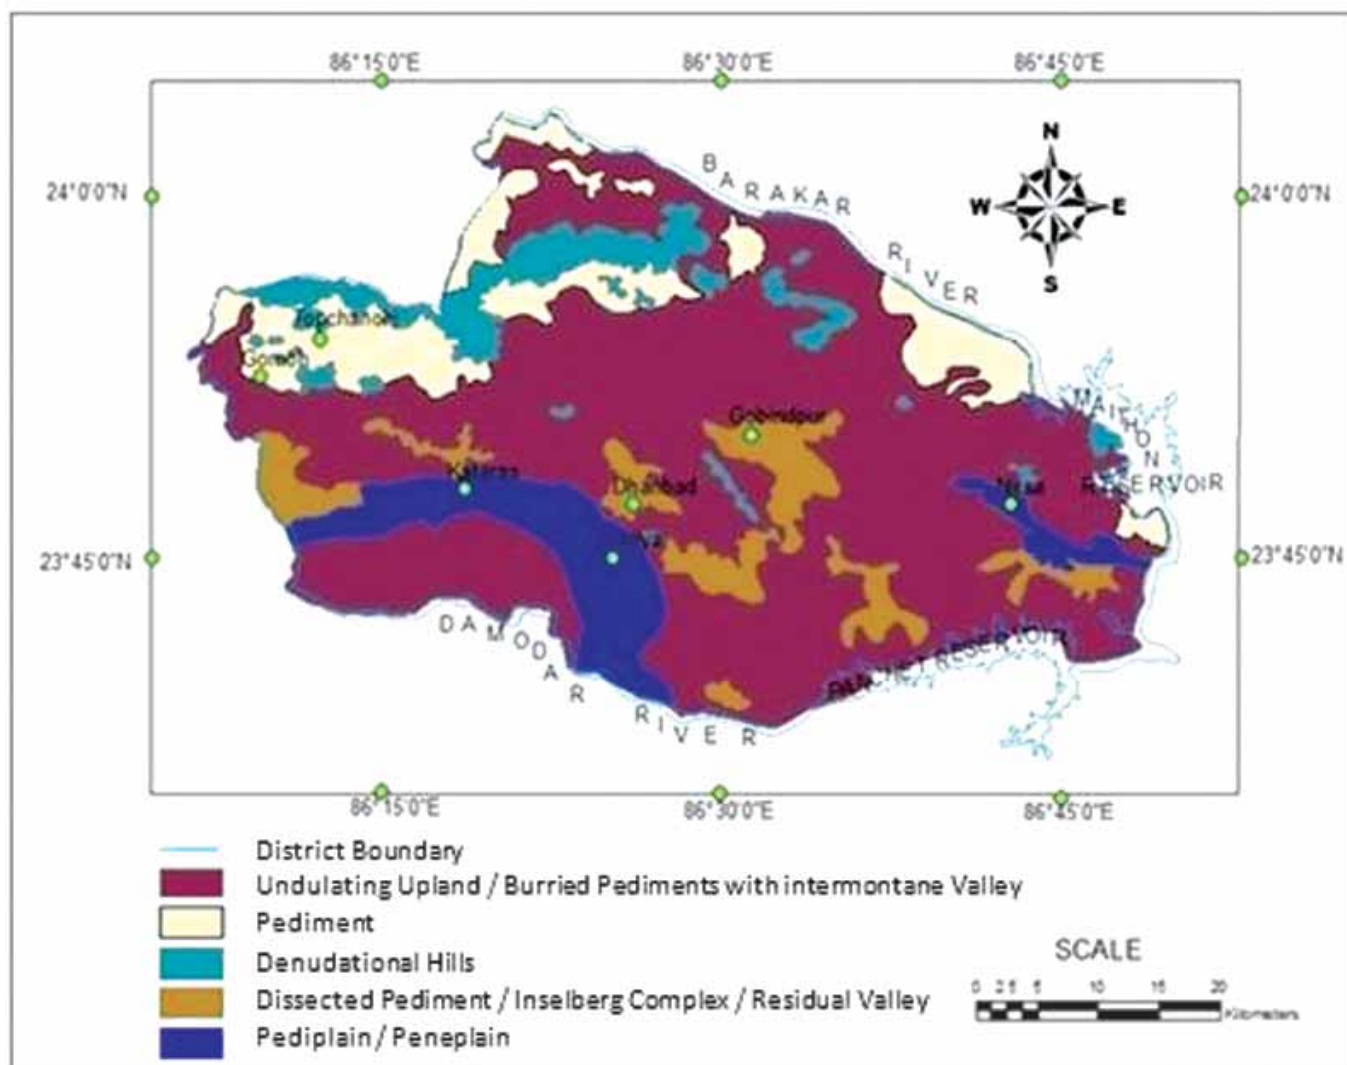 86°15'0"E 86°30'0"E 86°45'0"E
N
W E
S
24°0'0"N 24°0'0"N
BARAKAR RIVER
Topchanchi
Gobindpur
MAITHON
RESERVOIR
Kataras
Dhanbad
23°45'0"N 23°45'0"N
DAMODAR RIVER
PANCHET RESERVOIR
86°15'0"E 86°30'0"E 86°45'0"E
District Boundary
Undulating Upland / Burried Pediments with intermontane Valley
Pediment
Denudational Hills
Dissected Pediment / Inselberg Complex / Residual Valley
Pediplain / Peneplain
SCALE
0 5 10 15 20
Kilometers